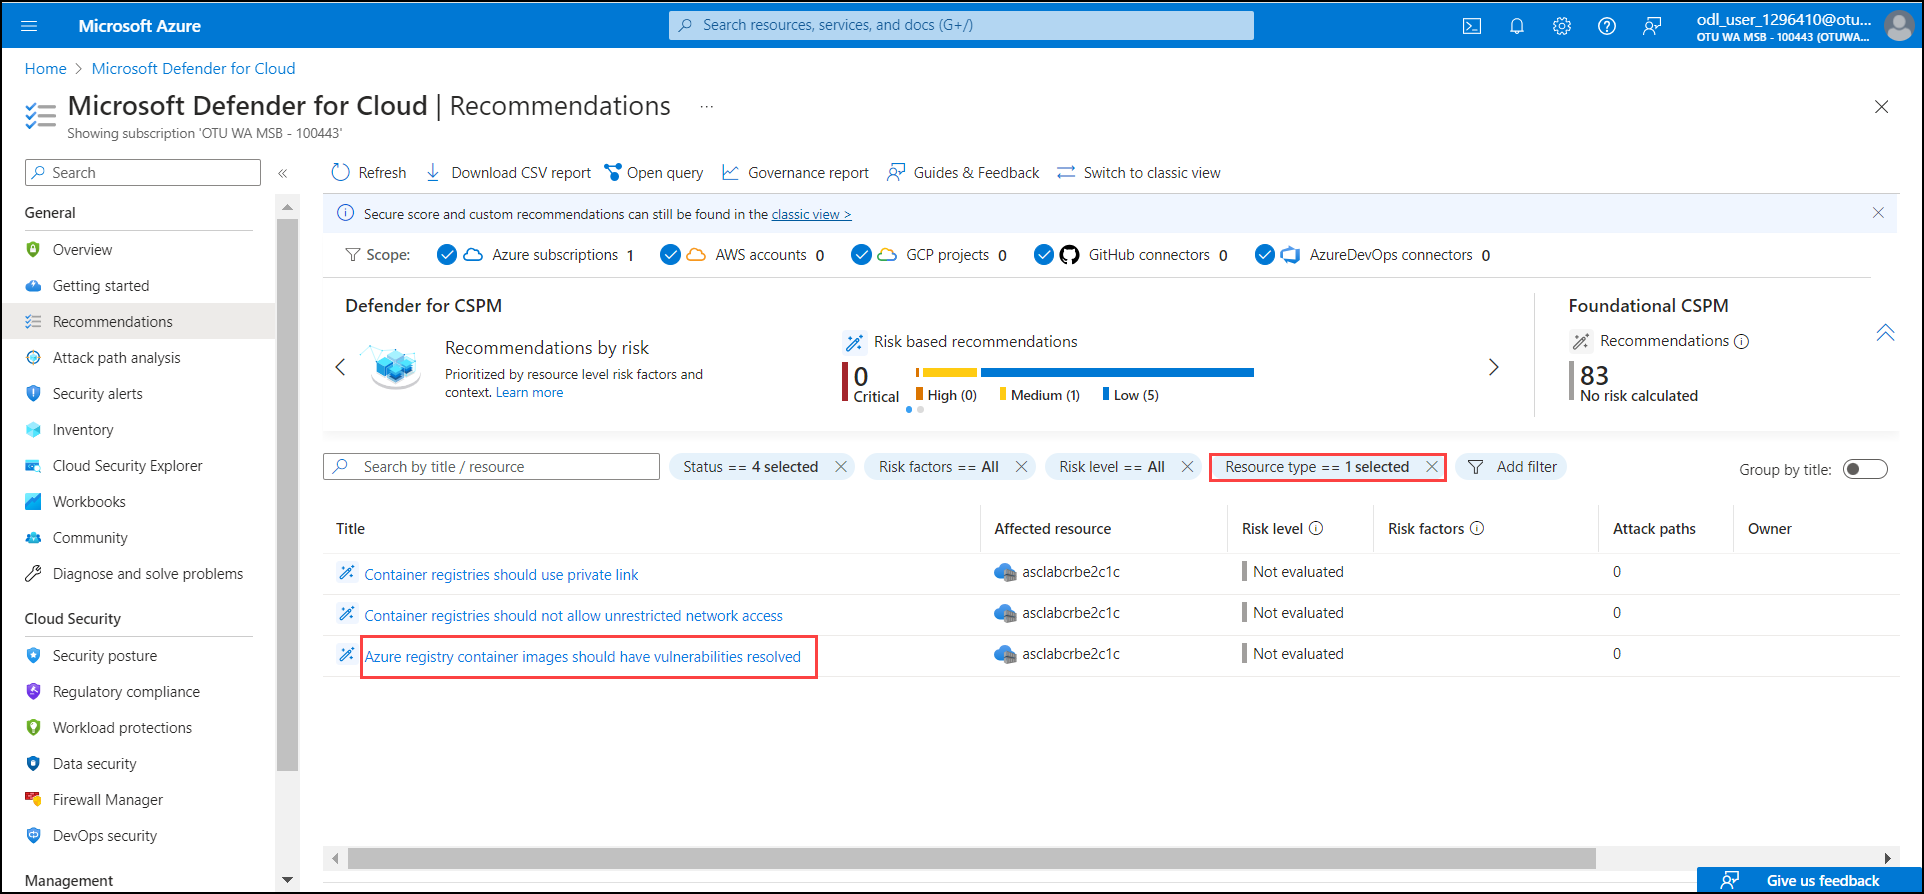 Microsoft Azure
Search resources, services, and docs (G+/)
odl_user_1296410@otu...
OTU WA MSB - 100443 (OTUWA...
Home > Microsoft Defender for Cloud
Microsoft Defender for Cloud | Recommendations ...
Showing subscription 'OTU WA MSB - 100443'
Search
«
Refresh
Download CSV report
Open query
Governance report
Guides & Feedback
Switch to classic view
General
Overview
Getting started
Recommendations
Attack path analysis
Security alerts
Inventory
Cloud Security Explorer
Workbooks
Community
Diagnose and solve problems
Cloud Security
Security posture
Regulatory compliance
Workload protections
Data security
Firewall Manager
DevOps security
Management
Secure score and custom recommendations can still be found in the classic view >
Scope:
Azure subscriptions 1
AWS accounts 0
GCP projects 0
GitHub connectors 0
AzureDevOps connectors 0
Defender for CSPM
Recommendations by risk
Prioritized by resource level risk factors and
context. Learn more
Risk based recommendations
0
Critical
High (0)
Medium (1)
Low (5)
Foundational CSPM
Recommendations
83
No risk calculated
Search by title / resource
Status == 4 selected
Risk factors == All
Risk level == All
Resource type == 1 selected
Add filter
Group by title:
Title Affected resource Risk level Risk factors Attack paths Owner
Container registries should use private link asclabcrbe2c1c Not evaluated 0
Container registries should not allow unrestricted network access asclabcrbe2c1c Not evaluated 0
Azure registry container images should have vulnerabilities resolved asclabcrbe2c1c Not evaluated 0
Give us feedback